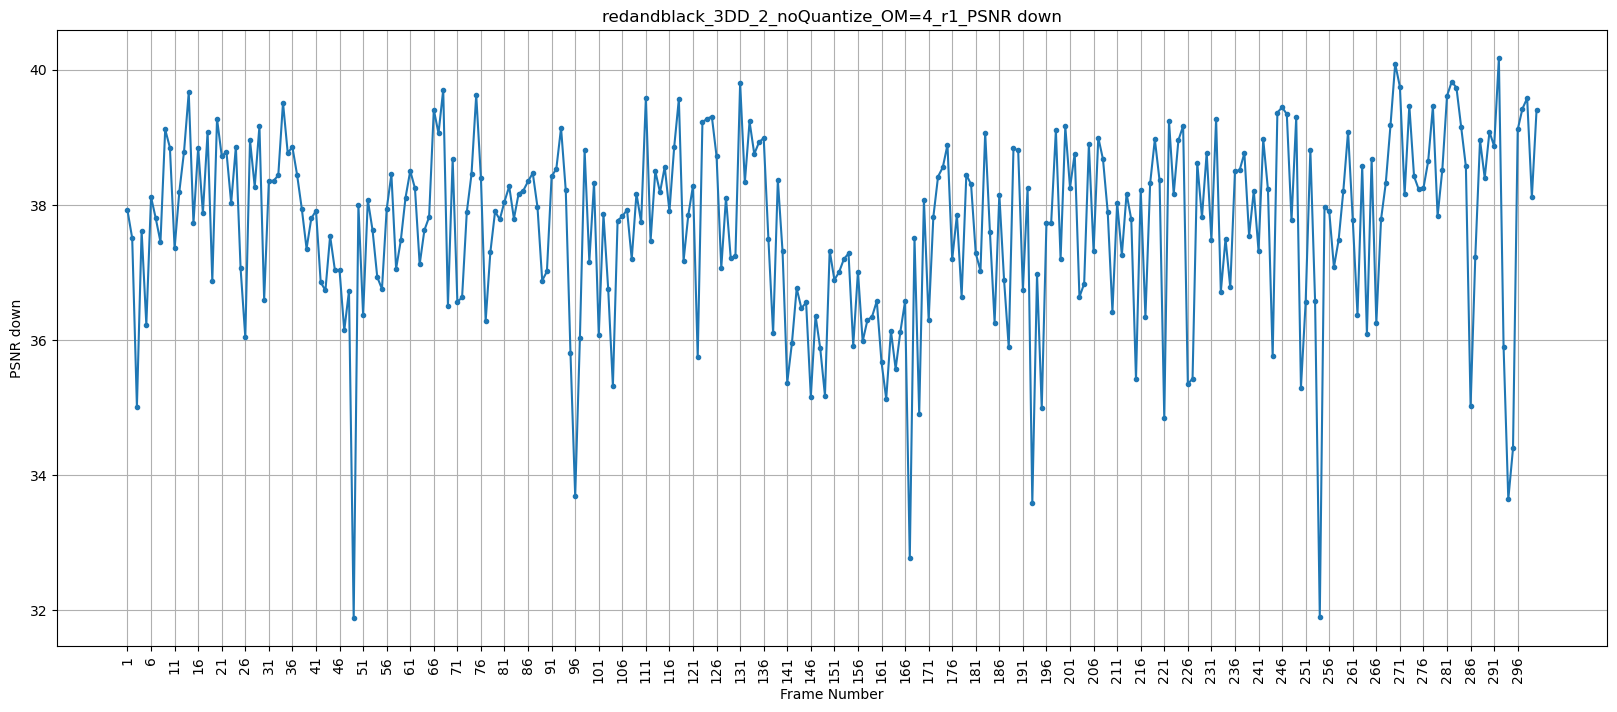 redandblack_3DD_2_noQuantize_OM=4_r1_PSNR down
PSNR down
40
38
36
34
32
1 6 11 16 21 26 31 36 41 46 51 56 61 66 71 76 81 86 91 96 101 106 111 116 121 126 131 136 141 146 151 156 161 166 171 176 181 186 191 196 201 206 211 216 221 226 231 236 241 246 251 256 261 266 271 276 281 286 291 296
Frame Number